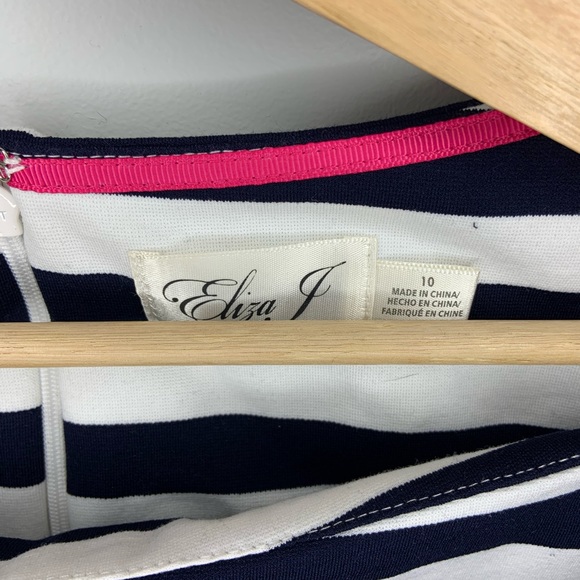 Eliza J
10
MADE IN CHINA/
HECHO EN CHINA/
FABRIQUÉ EN CHINE
T